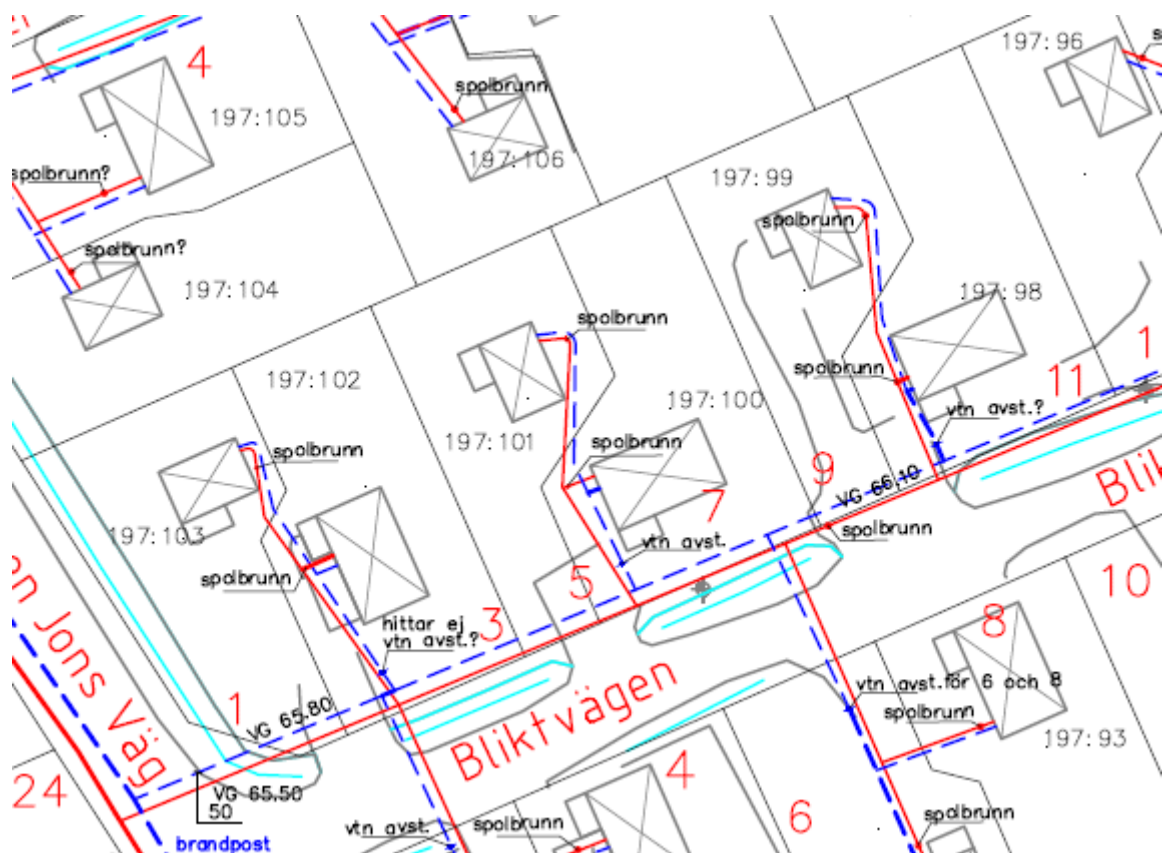 4
197:105
spolbrunn
197:106
197:96
spolbrunn?
spolbrunn?
197:104
197:99
spolbrunn
197:98
spolbrunn
197:102
197:101
197:100
spolbrunn
1
11
vtn avst.?
spolbrunn
spolbrunn
9
VG 66,10
Blik
7
197:103
spolbrunn
vtn avst.
spolbrunn
5
10
3
hittar ej
vtn avst.?
8
en Jons Väg
1
VG 65.80
Bliktvägen
vtn avst.för 6 och 8
spolbrunn
197:93
24
VG 65,50
50
4
6
brandpost
vtn avst.
spolbrunn
spolbrunn